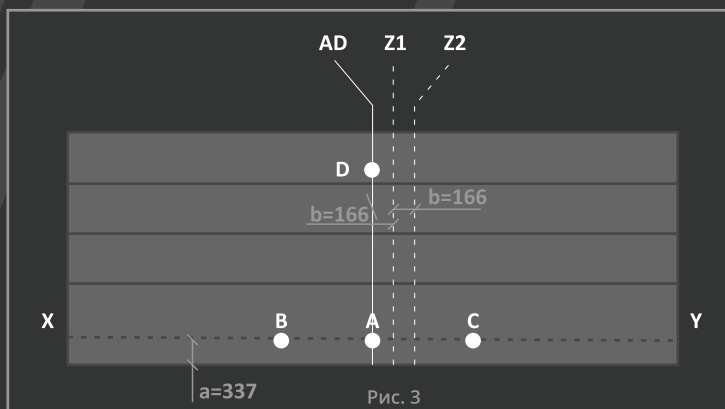 AD Z1 Z2
D
b=166
b=166
X B A C Y
a=337
Рис. 3